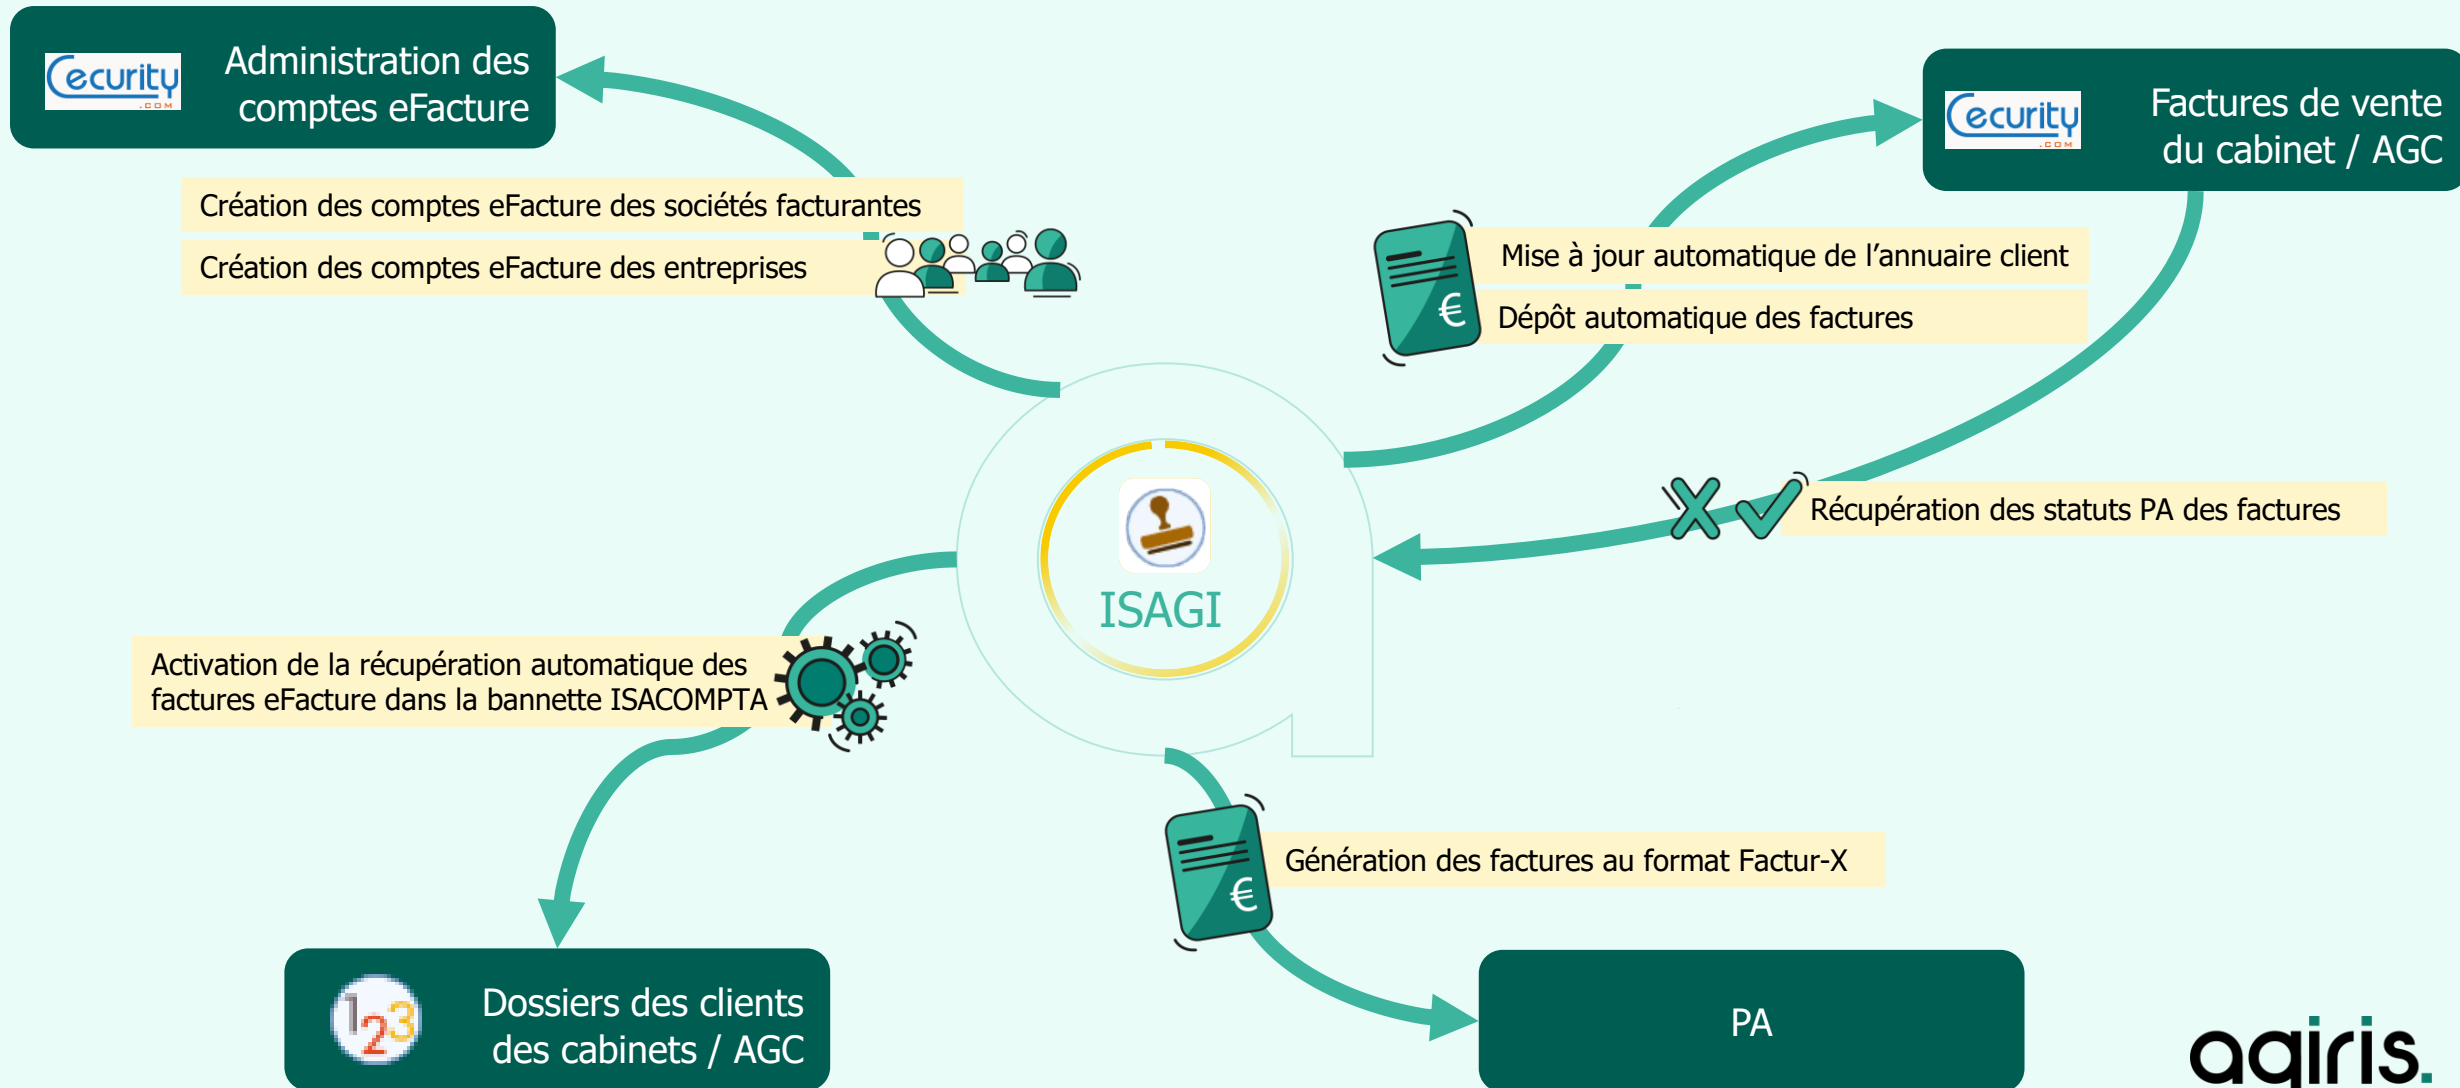 Cecurity
.COM
Administration des
comptes eFacture
Cecurity
.COM
Factures de vente
du cabinet / AGC
Création des comptes eFacture des sociétés facturantes
Création des comptes eFacture des entreprises
Mise à jour automatique de l’annuaire client
€
Dépôt automatique des factures
Récupération des statuts PA des factures
ISAGI
Activation de la récupération automatique des
factures eFacture dans la bannette ISACOMPTA
Génération des factures au format Factur-X
€
123
Dossiers des clients
des cabinets / AGC
PA
agiris.